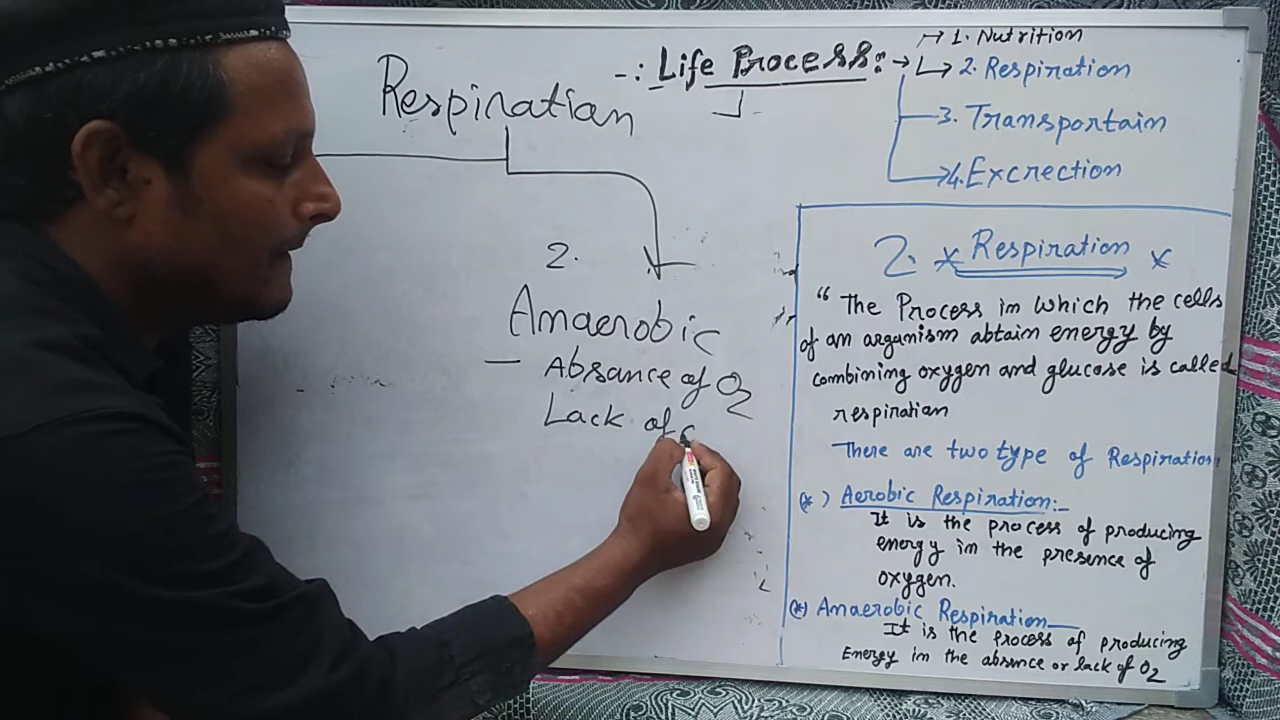 Respiratian
2.
Anaerobic
— Absance of O2
Lack of
-: Life Process:-
1. Nutrition
2. Respiration
3. Transportain
4. Excrection
2. * Respiration *
“ The Process in which the cells
of an arganism abtain energy by
combining oxygen and glucose is called
respiration
There are two type of Respiration
(*) Aerobic Respiration:-
It is the process of producing
energy in the presence of
oxygen.
(*) Anaerobic Respiration
It is the process of producing
Energy in the absence or lack of O2